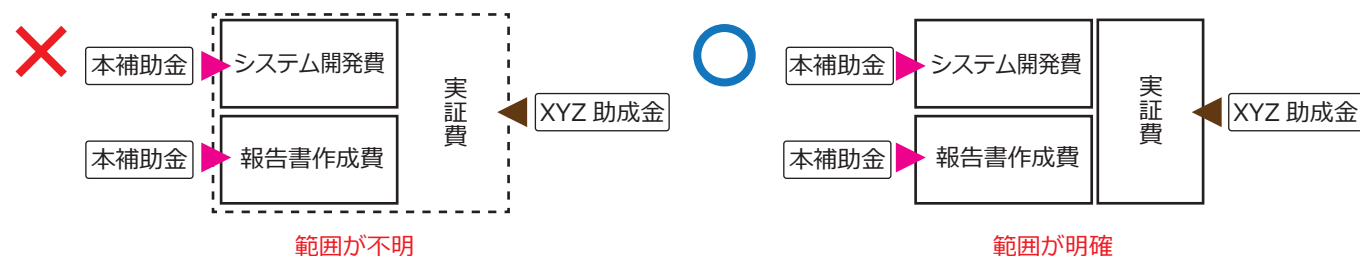 本補助金
システム開発費
本補助金
報告書作成費
実証費
XYZ 助成金
範囲が不明
本補助金
システム開発費
本補助金
報告書作成費
実証費
XYZ 助成金
範囲が明確